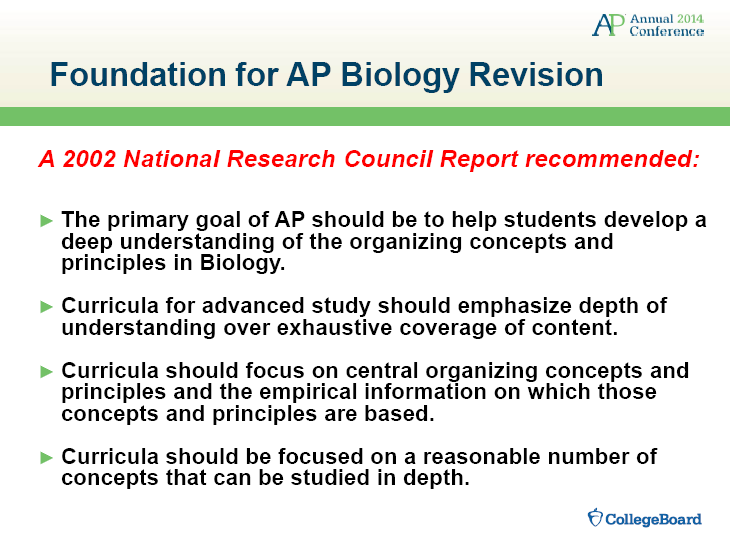 AP Annual 2014
Conference
Foundation for AP Biology Revision
A 2002 National Research Council Report recommended:
► The primary goal of AP should be to help students develop a
deep understanding of the organizing concepts and
principles in Biology.
► Curricula for advanced study should emphasize depth of
understanding over exhaustive coverage of content.
► Curricula should focus on central organizing concepts and
principles and the empirical information on which those
concepts and principles are based.
► Curricula should be focused on a reasonable number of
concepts that can be studied in depth.
CollegeBoard